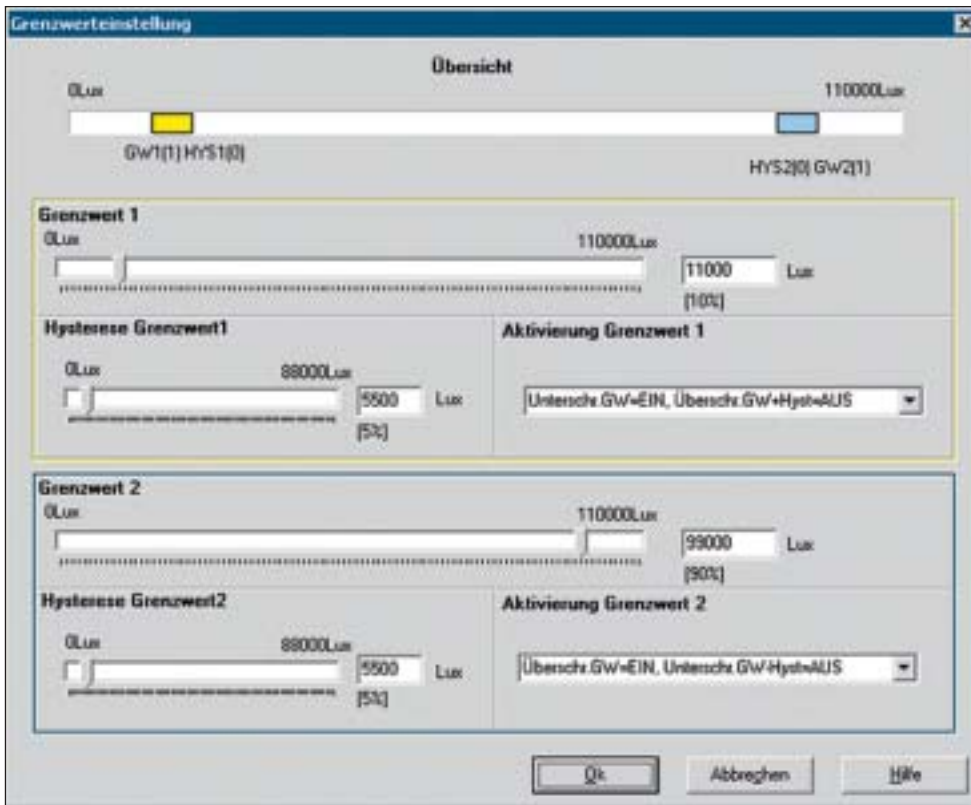 Grenzwerteinstellung
Übersicht
0Lux 110000Lux
GW1(1) HYS1(0)
HYS2(0) GW2(1)
Grenzwert 1
0Lux 110000Lux
11000 Lux
[10%]
Hysterese Grenzwert1 Aktivierung Grenzwert 1
0Lux 88000Lux
5500 Lux Unterschr.GW=EIN, Überschr.GW+Hyst=AUS
[5%]
Grenzwert 2
0Lux 110000Lux
99000 Lux
[90%]
Hysterese Grenzwert2 Aktivierung Grenzwert 2
0Lux 88000Lux
5500 Lux Überschr.GW=EIN, Unterschr.GW-Hyst=AUS
[5%]
Ok Abbreghen Hilfe